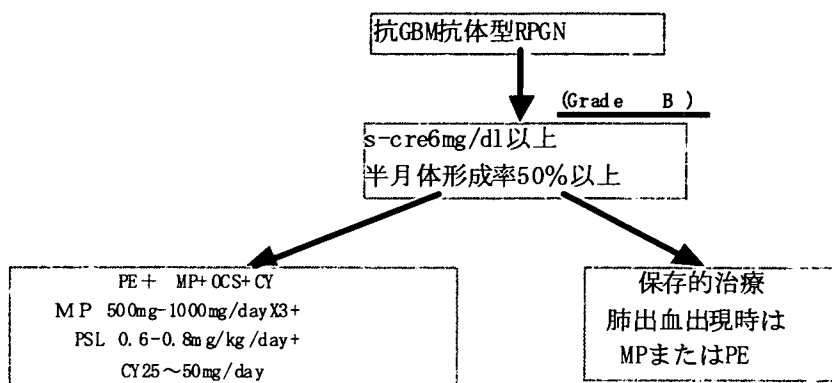 抗GBM抗体型RPGN
(Grade B)
s-cre6mg/dl以上
半月体形成率50%以上
PE+ MP+OCS+CY
MP 500mg-1000mg/dayX3+
PSL 0.6-0.8mg/kg/day+
CY25～50mg/day
保存的治療
肺出血出現時は
MPまたはPE